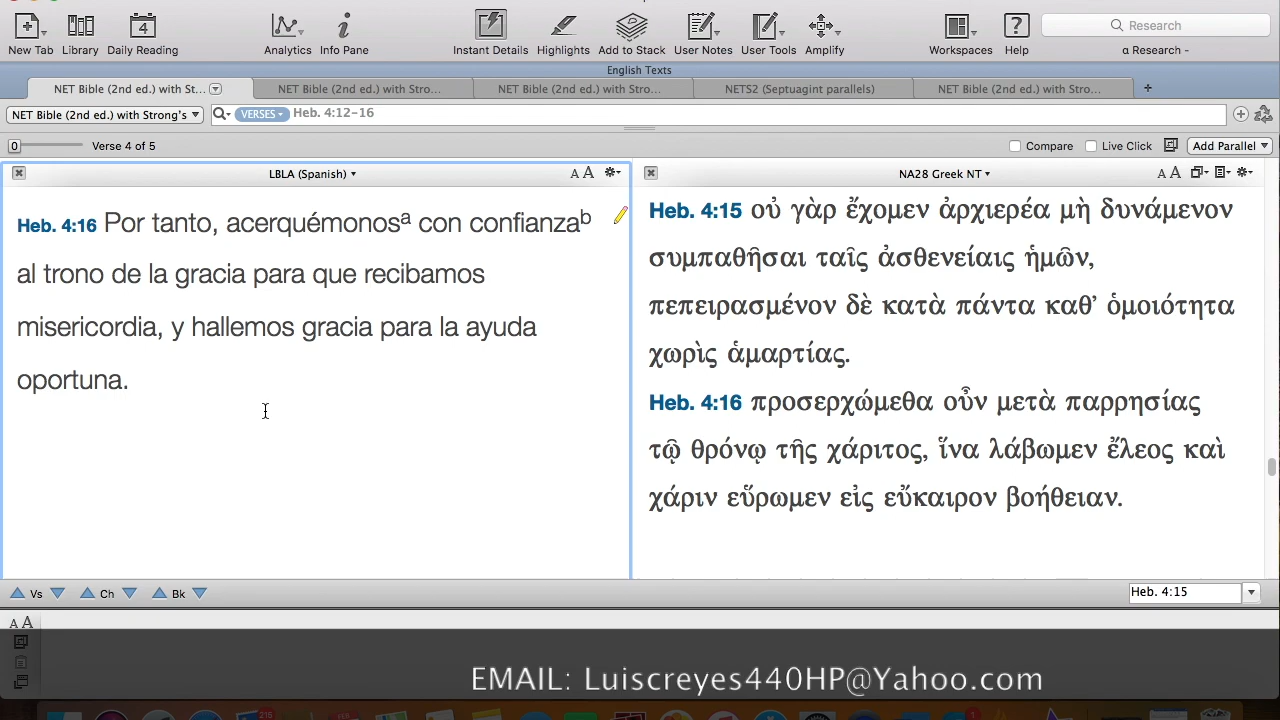 New Tab Library Daily Reading Analytics Info Pane Instant Details Highlights Add to Stack User Notes User Tools Amplify Workspaces Help
4
Research
α Research -
English Texts
NET Bible (2nd ed.) with St... NET Bible (2nd ed.) with Stro... NET Bible (2nd ed.) with Stro... NETS2 (Septuagint parallels) NET Bible (2nd ed.) with Stro... +
NET Bible (2nd ed.) with Strong's VERSES Heb. 4:12-16
0 Verse 4 of 5 Compare Live Click Add Parallel
LBLA (Spanish) A A
Heb. 4:16 Por tanto, acerquémonosa con confianzab
al trono de la gracia para que recibamos
misericordia, y hallemos gracia para la ayuda
oportuna.
NA28 Greek NT A A
Heb. 4:15 οὐ γὰρ ἔχομεν ἀρχιερέα μὴ δυνάμενον
συμπαθῆσαι ταῖς ἀσθενείαις ἡμῶν,
πεπειρασμένον δὲ κατὰ πάντα καθ’ ὁμοιότητα
χωρὶς ἁμαρτίας.
Heb. 4:16 προσερχώμεθα οὖν μετὰ παρρησίας
τῷ θρόνῳ τῆς χάριτος, ἵνα λάβωμεν ἔλεος καὶ
χάριν εὕρωμεν εἰς εὔκαιρον βοήθειαν.
Vs Ch Bk Heb. 4:15
A A
EMAIL: Luiscreyes440HP@Yahoo.com
215